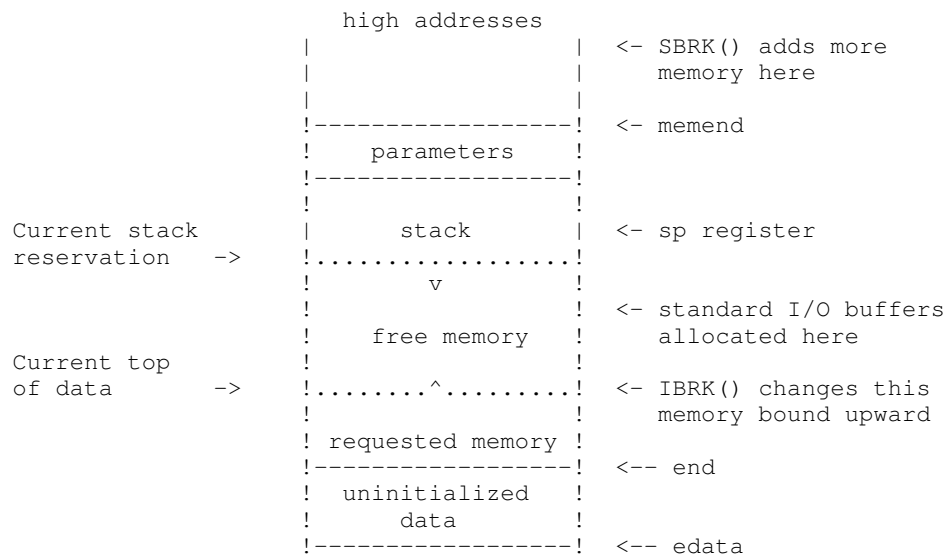 high addresses
|                  |  <- SBRK() adds more
|                  |     memory here
|                  |
!------------------!  <- memend
!    parameters    !
!------------------!
!                  !
Current stack        |      stack       |  <- sp register
reservation   ->     !..................!
!        v         !
!                  !  <- standard I/O buffers
!    free memory   !     allocated here
Current top          !                  !
of data       ->     !........^.........!  <- IBRK() changes this
!                  !     memory bound upward
! requested memory !
!------------------!  <-- end
!  uninitialized   !
!      data        !
!------------------!  <-- edata